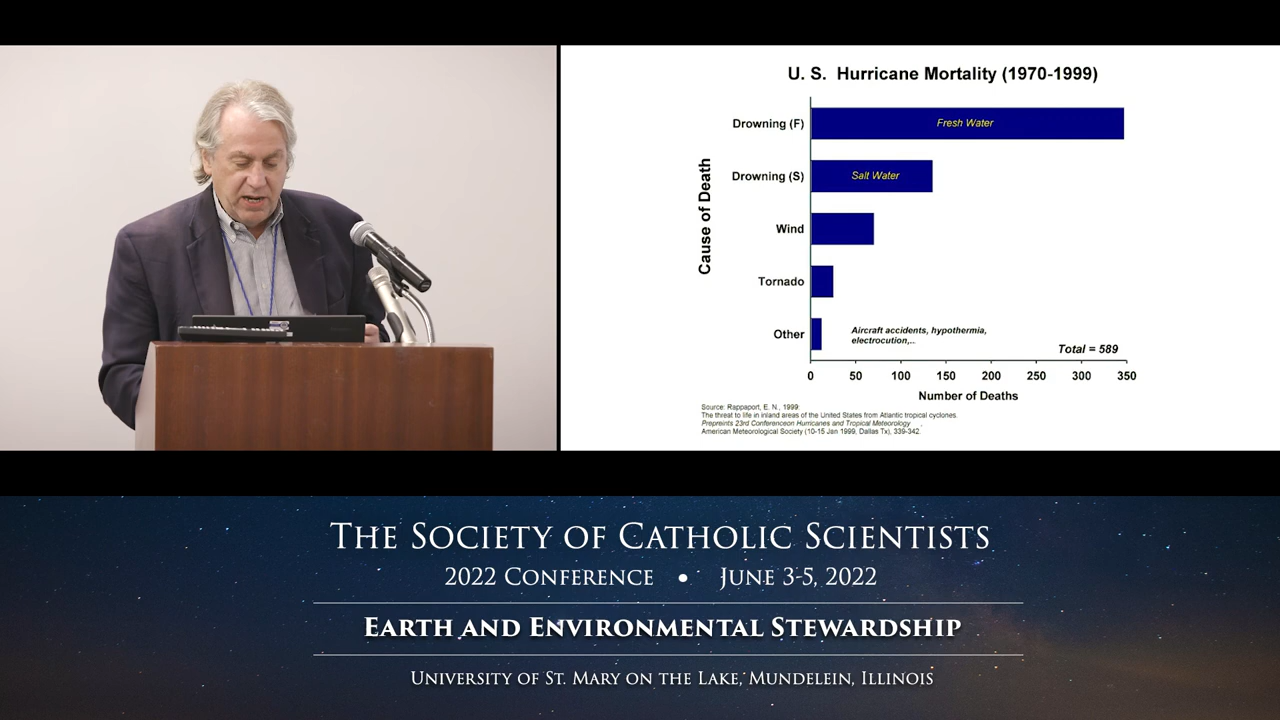 U. S. Hurricane Mortality (1970-1999)
Cause of Death
Drowning (F)
Fresh Water
Drowning (S)
Salt Water
Wind
Tornado
Other
Aircraft accidents, hypothermia,
electrocution,..
Total = 589
0 50 100 150 200 250 300 350
Number of Deaths
Source: Rappaport, E. N., 1999:
The threat to life in inland areas of the United States from Atlantic tropical cyclones.
Preprints 23rd Conferenceon Hurricanes and Tropical Meteorology ,
American Meteorological Society (10-15 Jan 1999, Dallas Tx), 339-342.
THE SOCIETY OF CATHOLIC SCIENTISTS
2022 CONFERENCE • JUNE 3-5, 2022
EARTH AND ENVIRONMENTAL STEWARDSHIP
UNIVERSITY OF ST. MARY ON THE LAKE, MUNDELEIN, ILLINOIS